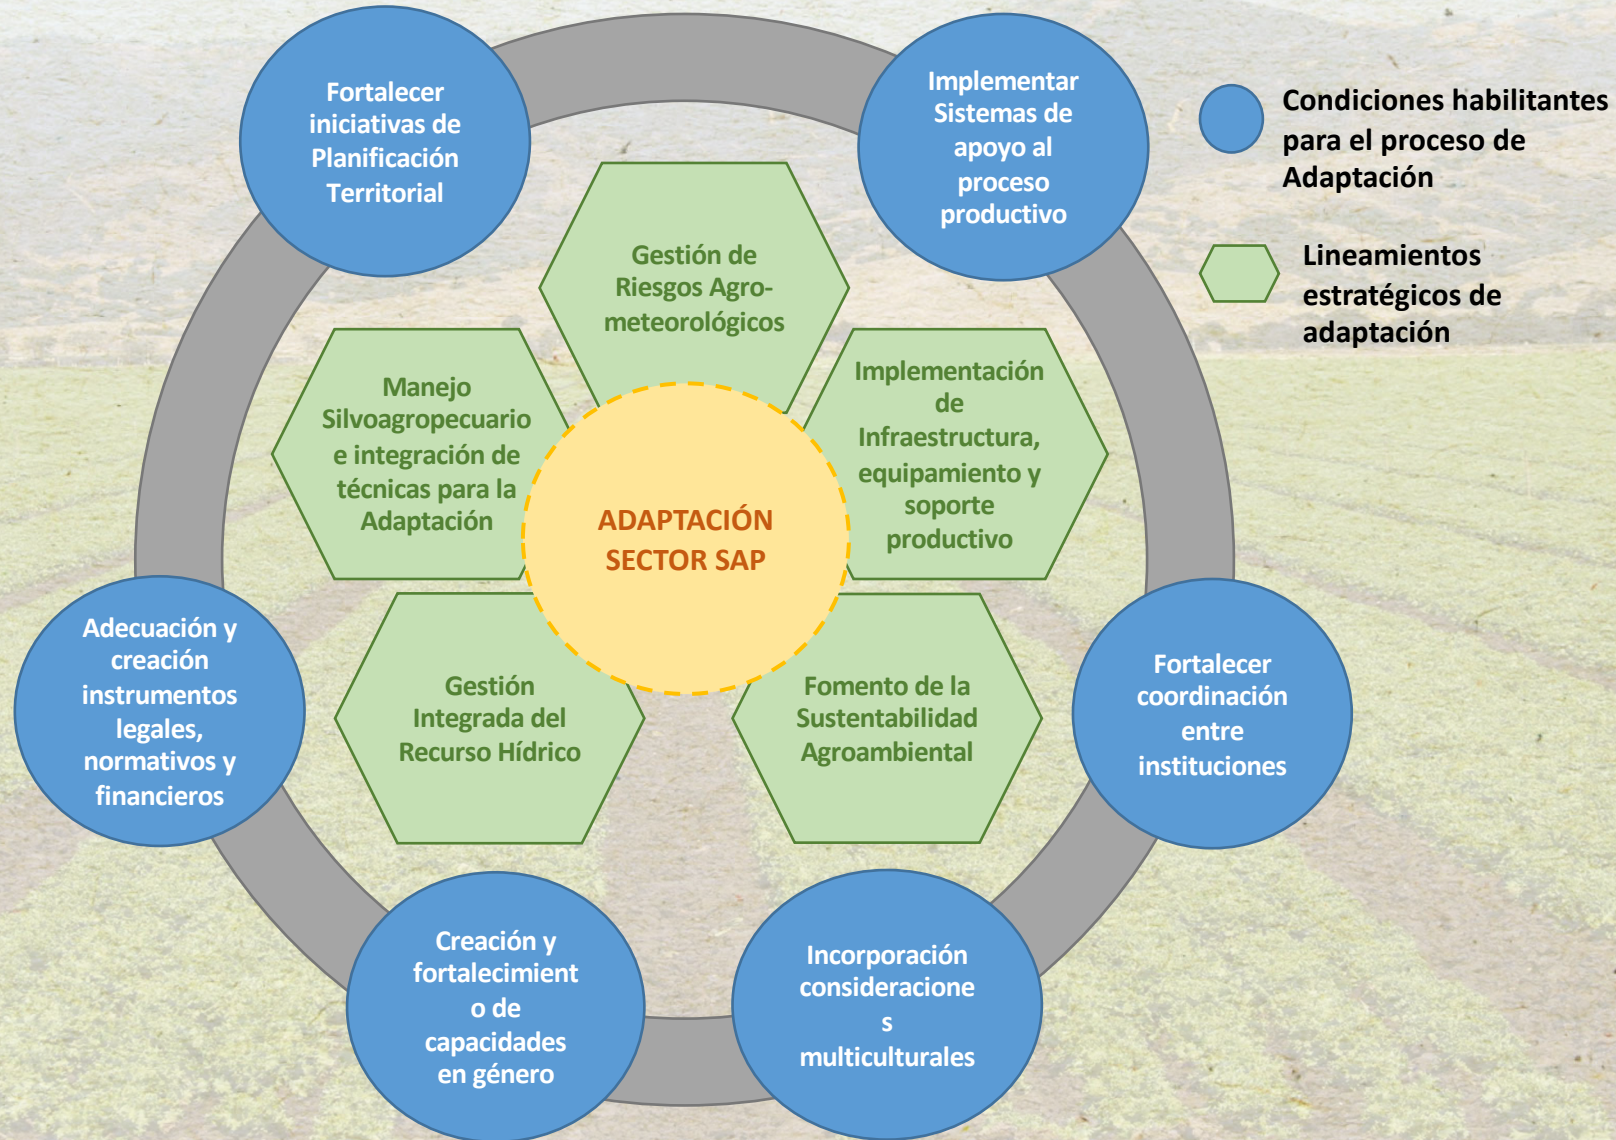 Fortalecer
iniciativas de
Planificación
Territorial
Implementar
Sistemas de
apoyo al
proceso
productivo
Condiciones habilitantes
para el proceso de
Adaptación
Lineamientos
estratégicos de
adaptación
Gestión de
Riesgos Agro-
meteorológicos
Manejo
Silvoagropecuario
e integración de
técnicas para la
Adaptación
Implementación
de
Infraestructura,
equipamiento y
soporte
productivo
ADAPTACIÓN
SECTOR SAP
Adecuación y
creación
instrumentos
legales,
normativos y
financieros
Gestión
Integrada del
Recurso Hídrico
Fomento de la
Sustentabilidad
Agroambiental
Fortalecer
coordinación
entre
instituciones
Creación y
fortalecimient
o de
capacidades
en género
Incorporación
consideracione
s
multiculturales